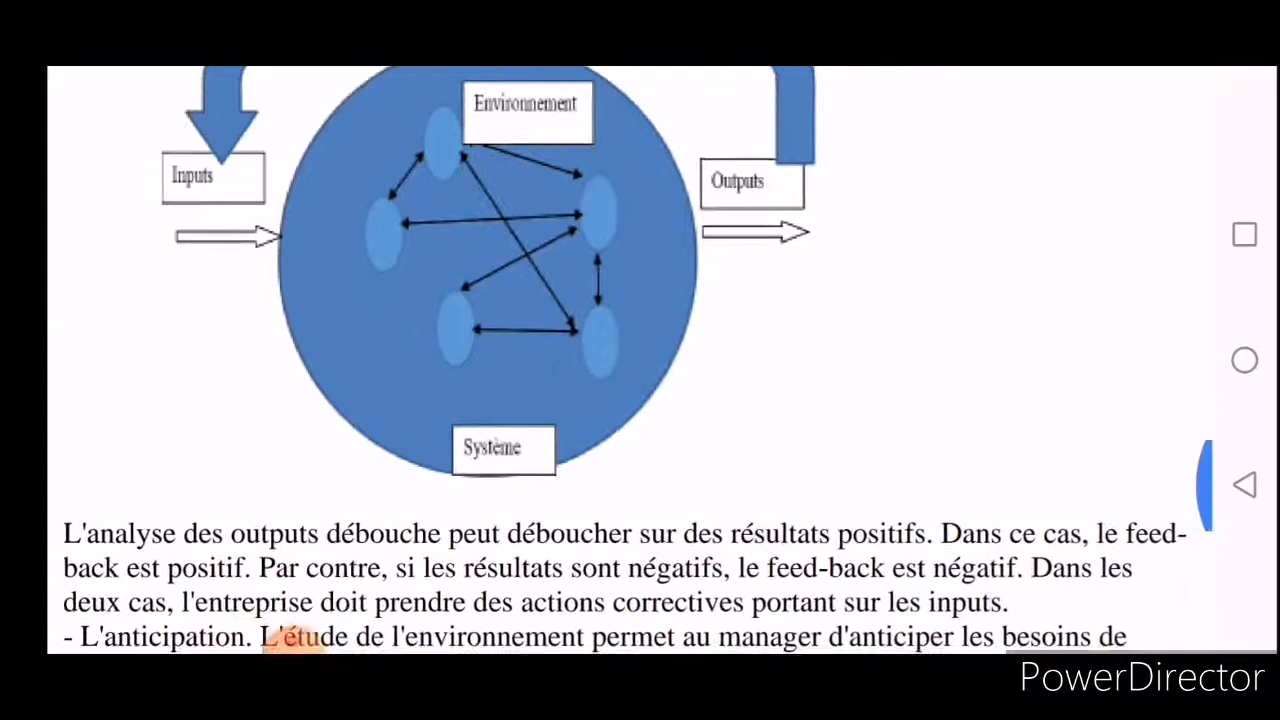 Environnement
Inputs
Outputs
Système
L'analyse des outputs débouche peut déboucher sur des résultats positifs. Dans ce cas, le feed-
back est positif. Par contre, si les résultats sont négatifs, le feed-back est négatif. Dans les
deux cas, l'entreprise doit prendre des actions correctives portant sur les inputs.
- L'anticipation. L'étude de l'environnement permet au manager d'anticiper les besoins de
PowerDirector